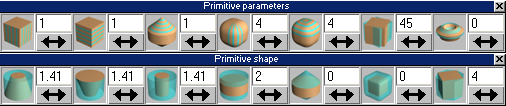 Primitive parameters
1 1 1 4 4 45 0
Primitive shape
1.41 1.41 1.41 2 0 0 4